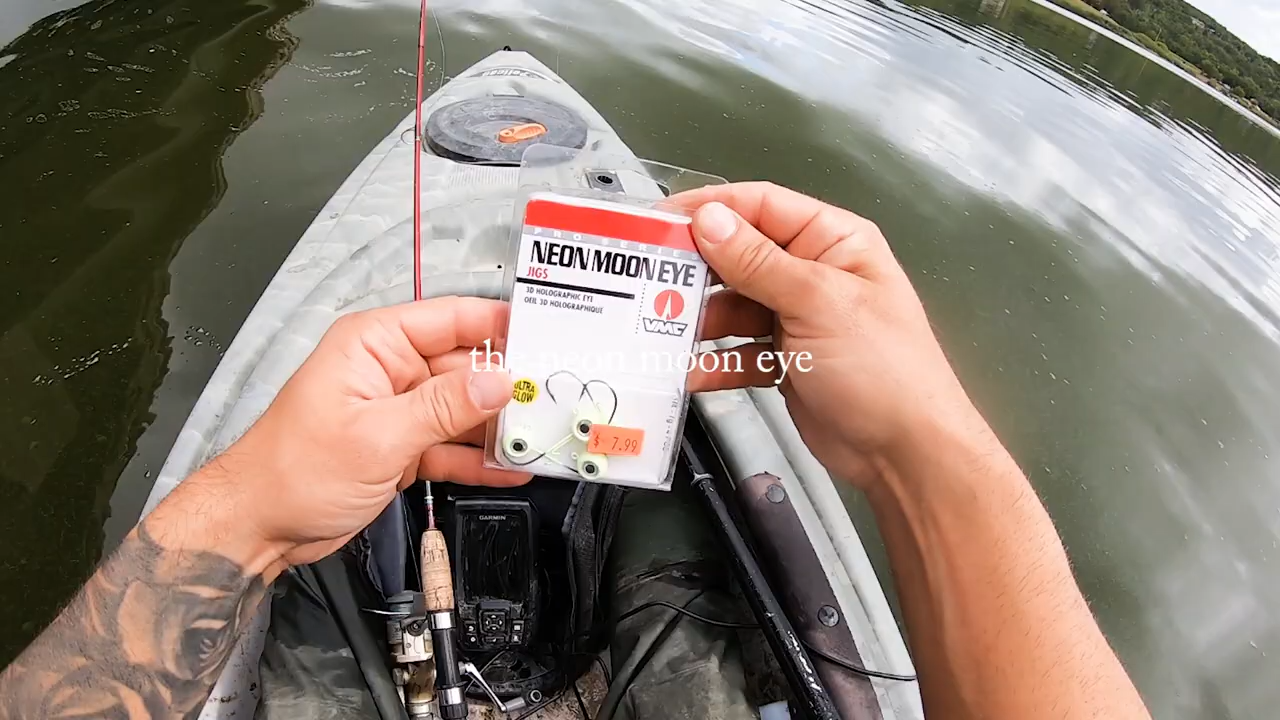 Pelican
PRO SERIES
NEON MOON EYE
JIGS
3D HOLOGRAPHIC EYE
OEIL 3D HOLOGRAPHIQUE
VMC
the neon moon eye
ULTRA
GLOW
$ 7.99
GARMIN